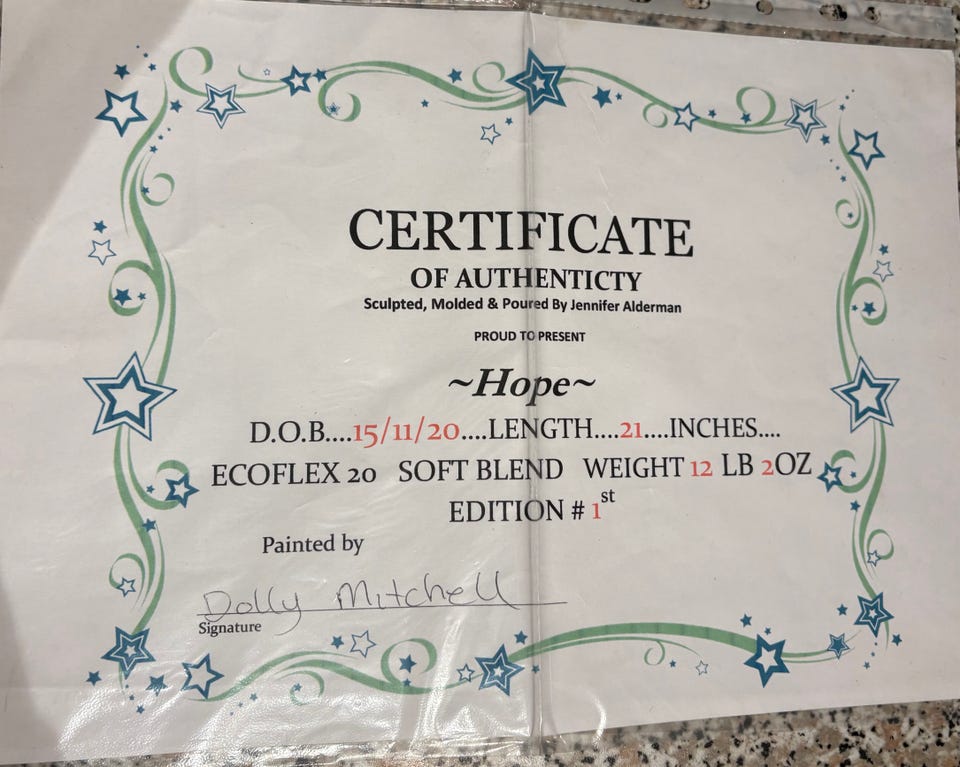 CERTIFICATE
OF AUTHENTICTY
Sculpted, Molded & Poured By Jennifer Alderman
PROUD TO PRESENT
~Hope~
D.O.B....15/11/20....LENGTH....21....INCHES....
ECOFLEX 20 SOFT BLEND WEIGHT 12 LB 2OZ
EDITION # 1st
Painted by
Dolly Mitchell
Signature